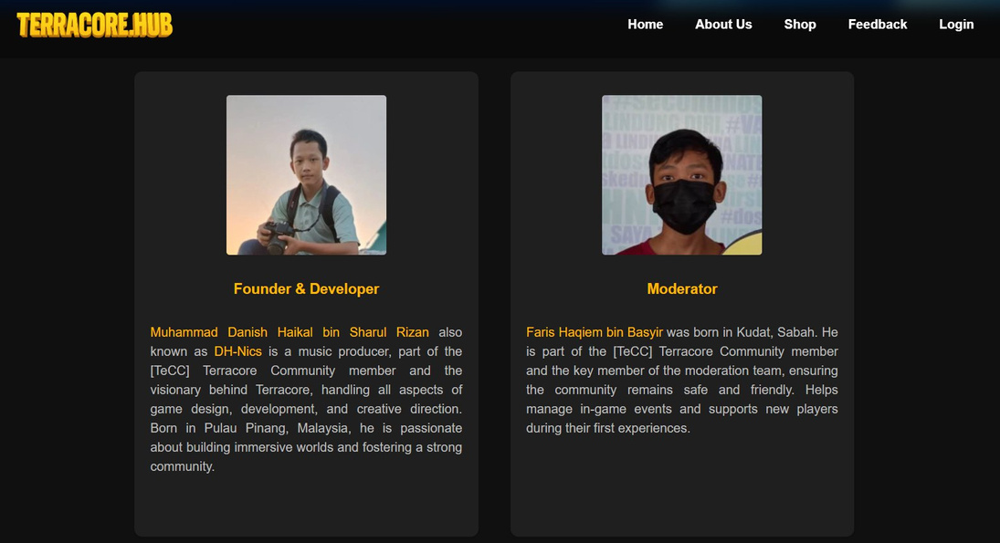 TERRACORE.HUB
Home About Us Shop Feedback Login
Founder & Developer
Muhammad Danish Haikal bin Sharul Rizan also
known as DH-Nics is a music producer, part of the
[TeCC] Terracore Community member and the
visionary behind Terracore, handling all aspects of
game design, development, and creative direction.
Born in Pulau Pinang, Malaysia, he is passionate
about building immersive worlds and fostering a strong
community.
LINDUNG DIRI
#dos
SAYA
Moderator
Faris Haqiem bin Basyir was born in Kudat, Sabah. He
is part of the [TeCC] Terracore Community member
and the key member of the moderation team, ensuring
the community remains safe and friendly. Helps
manage in-game events and supports new players
during their first experiences.